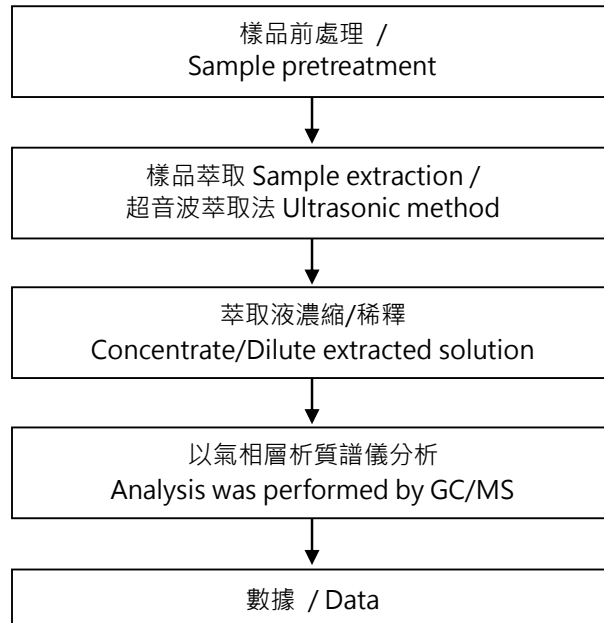 樣品前處理 /
Sample pretreatment
樣品萃取 Sample extraction /
超音波萃取法 Ultrasonic method
萃取液濃縮/稀釋
Concentrate/Dilute extracted solution
以氣相層析質譜儀分析
Analysis was performed by GC/MS
數據 / Data